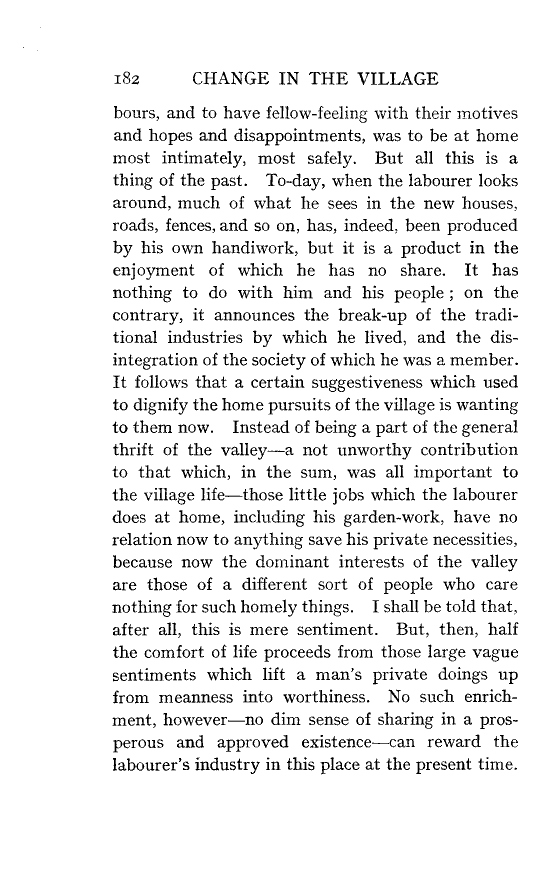 182 CHANGE IN THE VILLAGE
bours, and to have fellow-feeling with their motives
and hopes and disappointments, was to be at home
most intimately, most safely. But all this is a
thing of the past. To-day, when the labourer looks
around, much of what he sees in the new houses,
roads, fences, and so on, has, indeed, been produced
by his own handiwork, but it is a product in the
enjoyment of which he has no share. It has
nothing to do with him and his people ; on the
contrary, it announces the break-up of the tradi-
tional industries by which he lived, and the dis-
integration of the society of which he was a member.
It follows that a certain suggestiveness which used
to dignify the home pursuits of the village is wanting
to them now. Instead of being a part of the general
thrift of the valley—a not unworthy contribution
to that which, in the sum, was all important to
the village life—those little jobs which the labourer
does at home, including his garden-work, have no
relation now to anything save his private necessities,
because now the dominant interests of the valley
are those of a different sort of people who care
nothing for such homely things. I shall be told that,
after all, this is mere sentiment. But, then, half
the comfort of life proceeds from those large vague
sentiments which lift a man's private doings up
from meanness into worthiness. No such enrich-
ment, however—no dim sense of sharing in a pros-
perous and approved existence—can reward the
labourer's industry in this place at the present time.